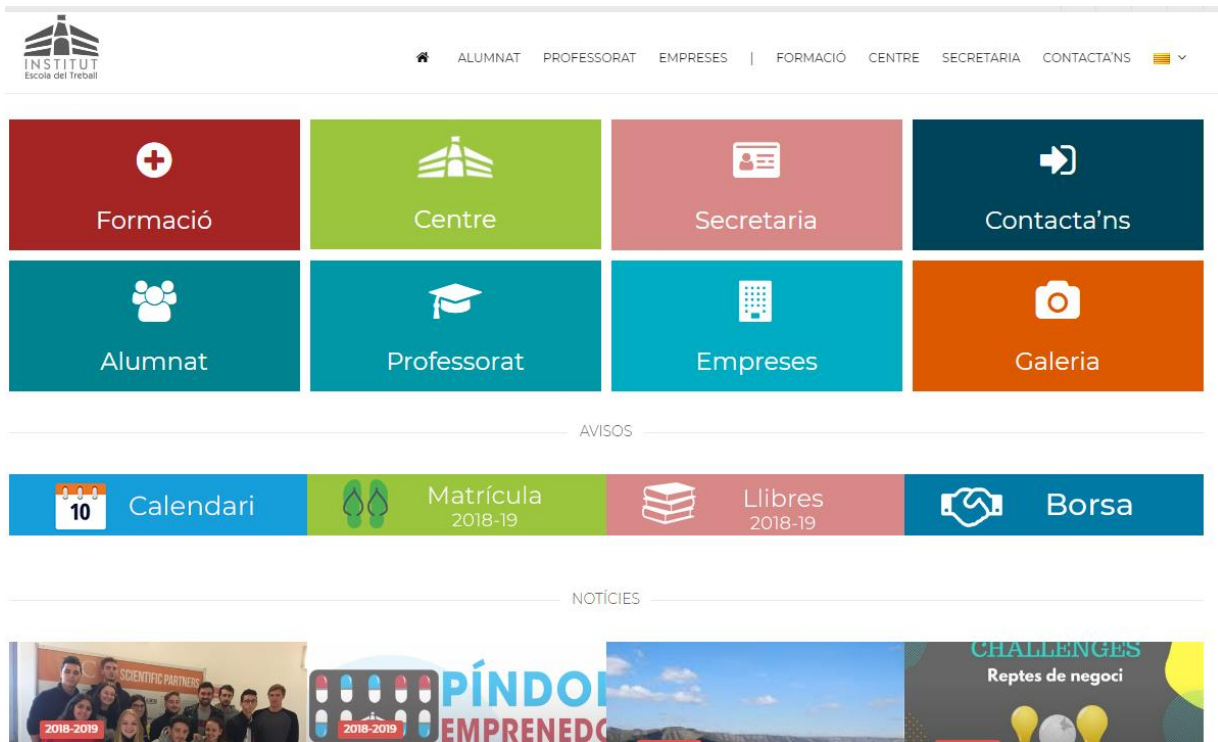 INSTITUT
Escola del Treball
ALUMNAT PROFESSORAT EMPRESES | FORMACIÓ CENTRE SECRETARIA CONTACTA'NS
Formació
Centre
Secretaria
Contacta'ns
Alumnat
Professorat
Empreses
Galeria
AVISOS
10
Calendari
Matrícula
2018-19
Llibres
2018-19
Borsa
NOTÍCIES
SCIENTIFIC PARTNERS
2018-2019
PÍNDOL
EMPRENEDO
2018-2019
CHALLENGES
Reptes de negoci